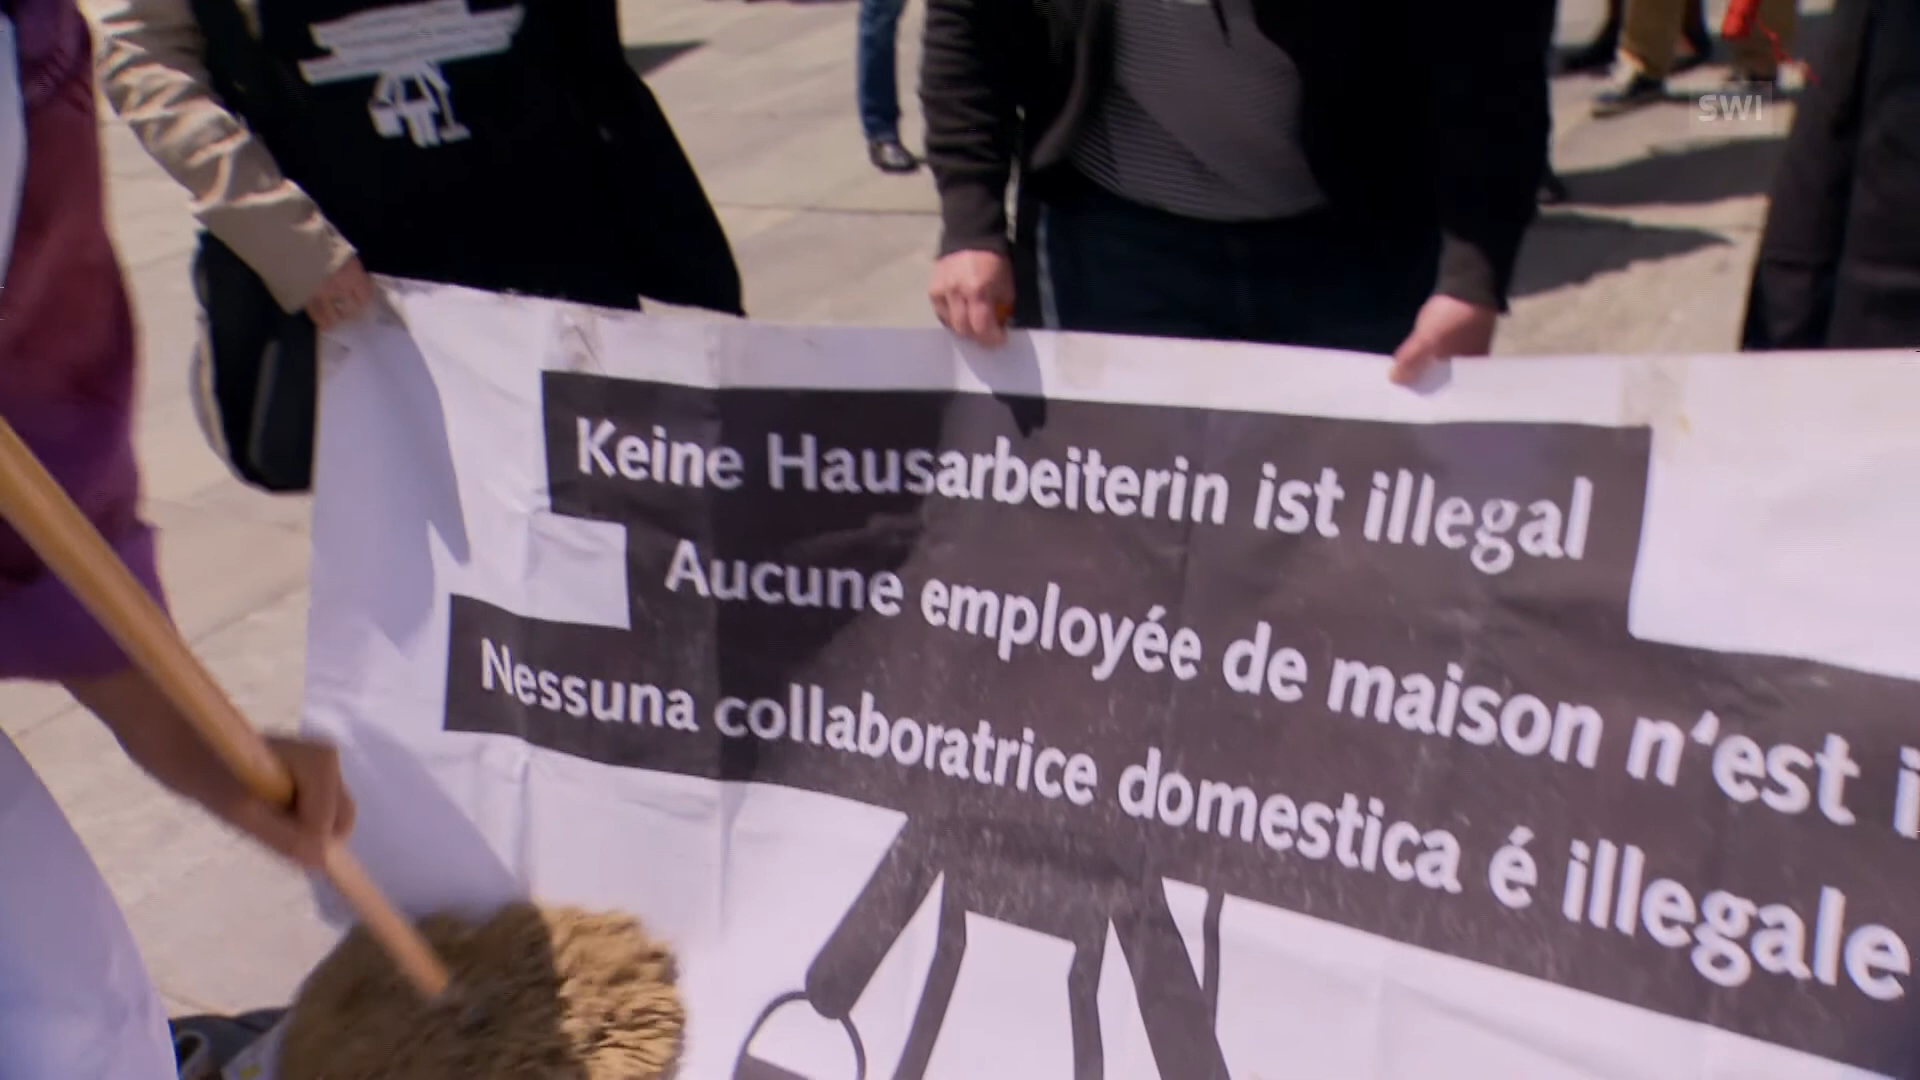 SWI
Keine Hausarbeiterin ist illegal
Aucune employée de maison n'est i
Nessuna collaboratrice domestica é illegale